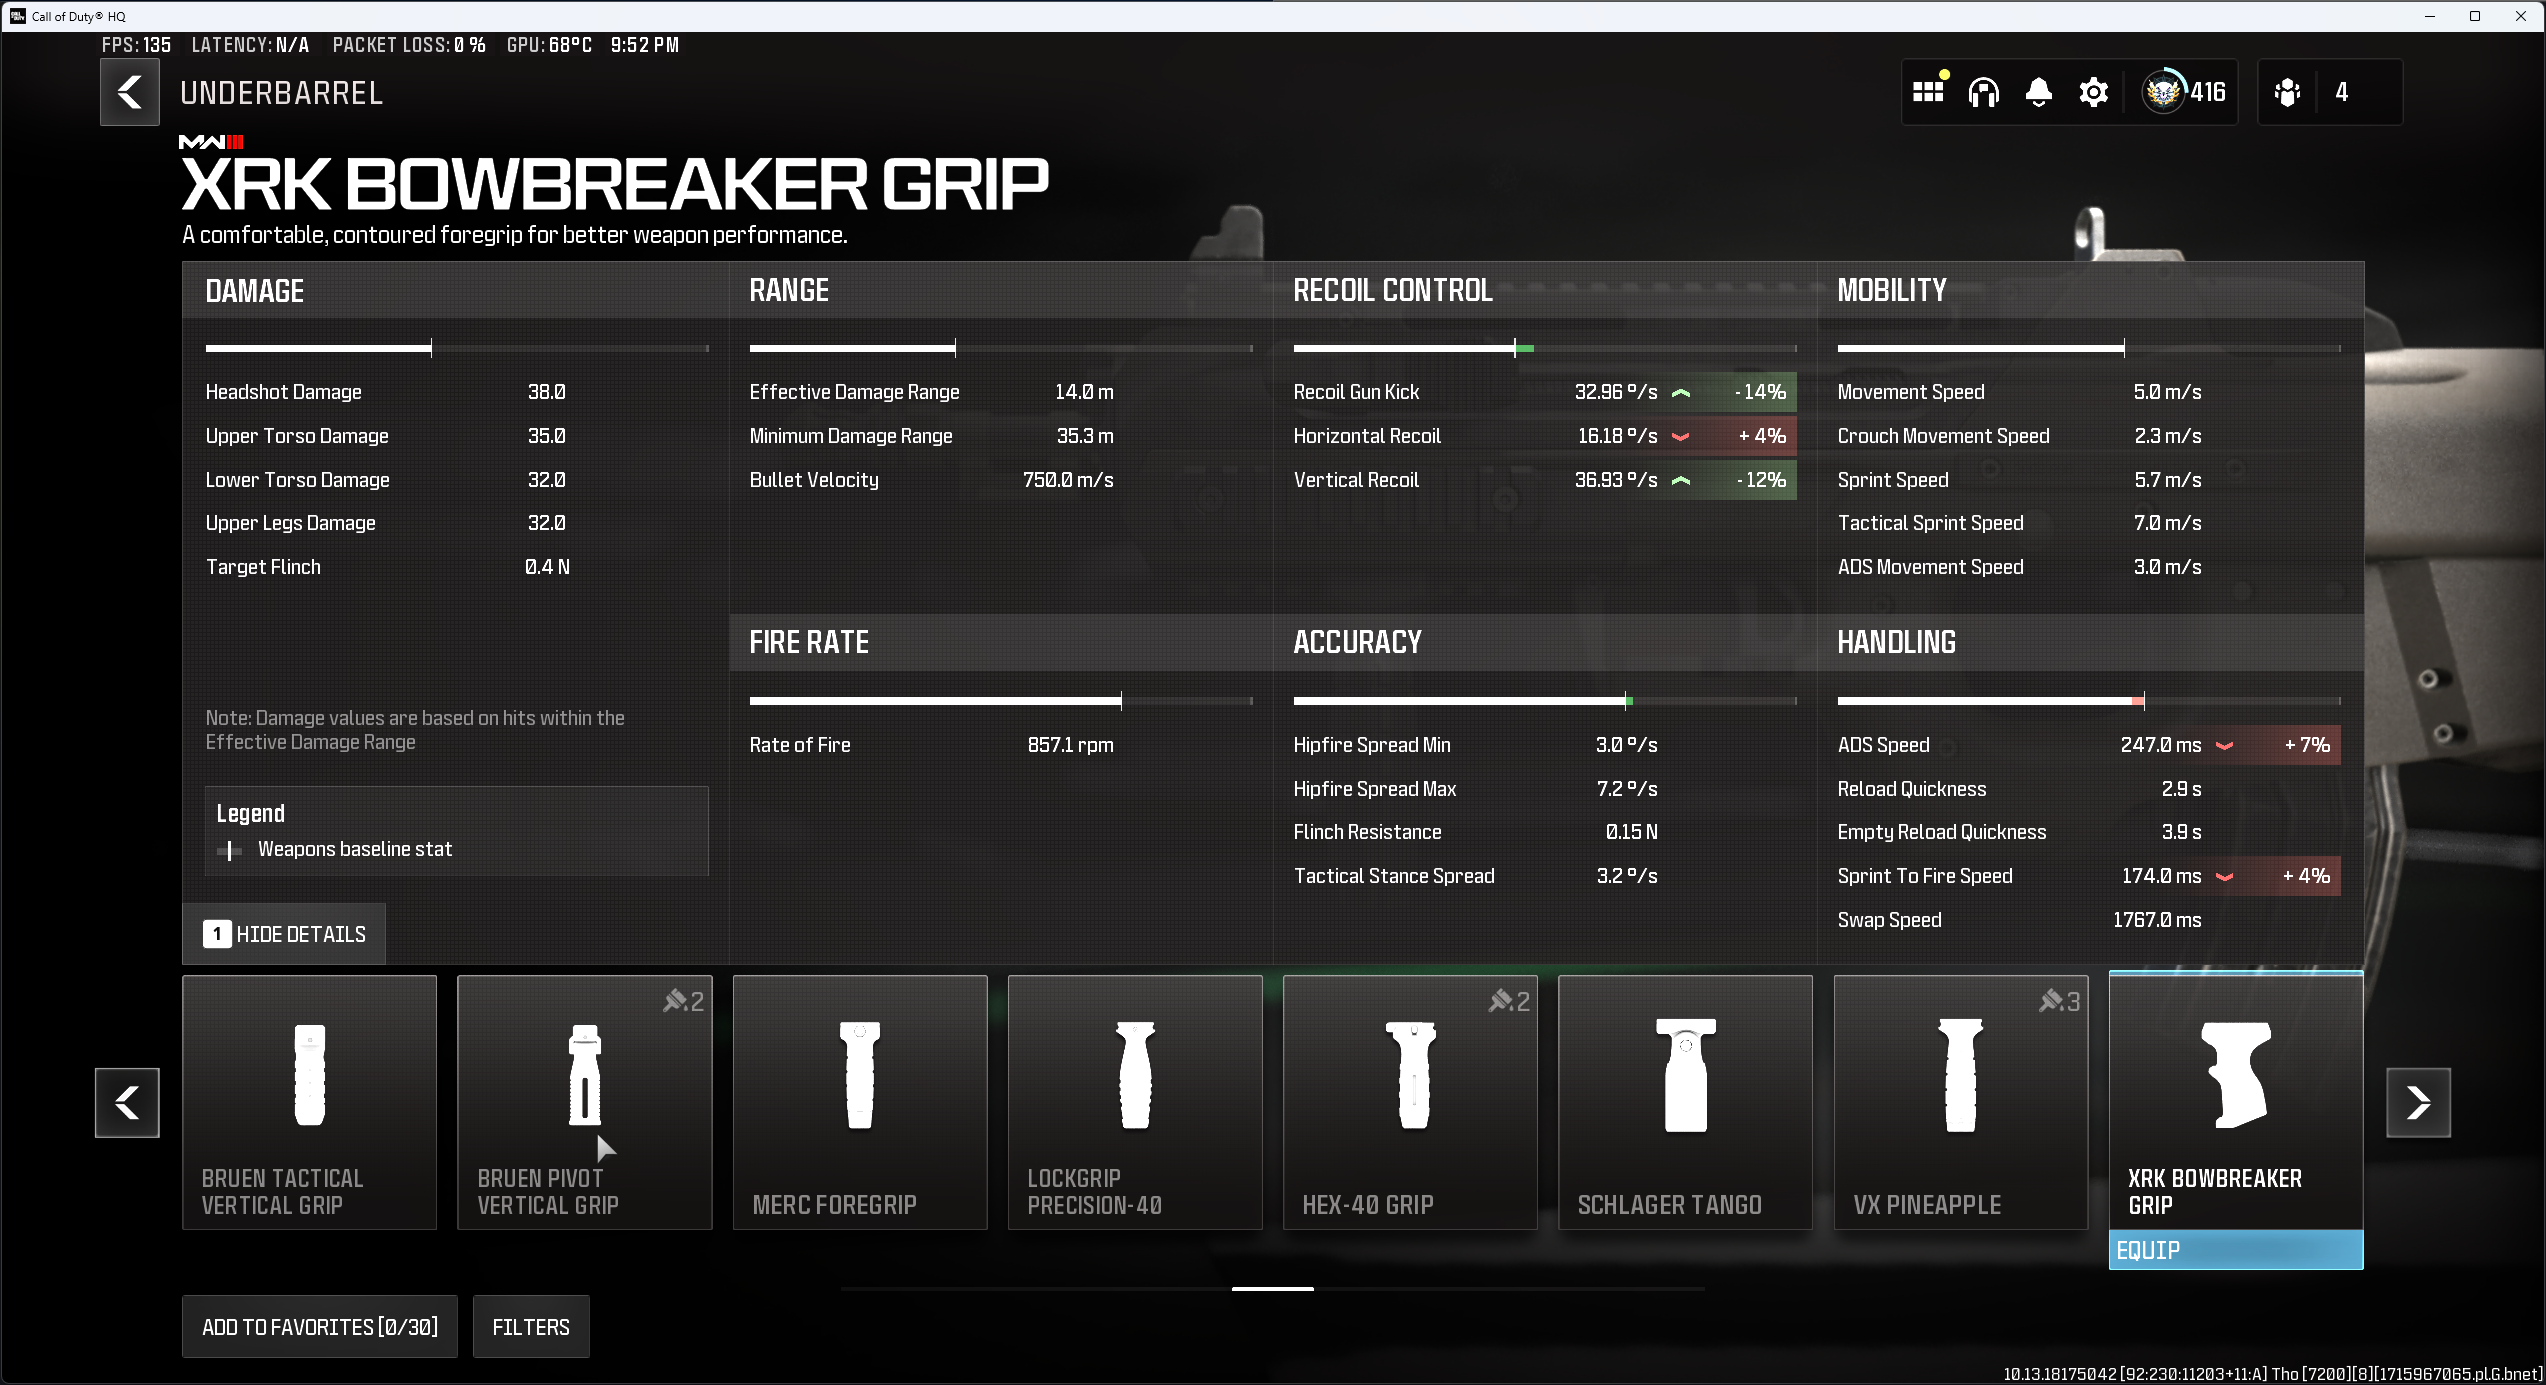 Call of Duty® HQ
FPS: 135 LATENCY: N/A PACKET LOSS: 0 % GPU: 68°C 9:52 PM
UNDERBARREL
416
4
MWIII
XRK BOWBREAKER GRIP
A comfortable, contoured foregrip for better weapon performance.
DAMAGE
Headshot Damage 38.0
Upper Torso Damage 35.0
Lower Torso Damage 32.0
Upper Legs Damage 32.0
Target Flinch 0.4 N
Note: Damage values are based on hits within the
Effective Damage Range
Legend
Weapons baseline stat
1 HIDE DETAILS
RANGE
Effective Damage Range 14.0 m
Minimum Damage Range 35.3 m
Bullet Velocity 750.0 m/s
FIRE RATE
Rate of Fire 857.1 rpm
RECOIL CONTROL
Recoil Gun Kick 32.96 º/s - 14%
Horizontal Recoil 16.18 º/s + 4%
Vertical Recoil 36.93 º/s - 12%
ACCURACY
Hipfire Spread Min 3.0 º/s
Hipfire Spread Max 7.2 º/s
Flinch Resistance 0.15 N
Tactical Stance Spread 3.2 º/s
MOBILITY
Movement Speed 5.0 m/s
Crouch Movement Speed 2.3 m/s
Sprint Speed 5.7 m/s
Tactical Sprint Speed 7.0 m/s
ADS Movement Speed 3.0 m/s
HANDLING
ADS Speed 247.0 ms + 7%
Reload Quickness 2.9 s
Empty Reload Quickness 3.9 s
Sprint To Fire Speed 174.0 ms + 4%
Swap Speed 1767.0 ms
BRUEN TACTICAL
VERTICAL GRIP
2
BRUEN PIVOT
VERTICAL GRIP
MERC FOREGRIP
LOCKGRIP
PRECISION-40
2
HEX-40 GRIP
SCHLAGER TANGO
3
VX PINEAPPLE
XRK BOWBREAKER
GRIP
EQUIP
ADD TO FAVORITES [0/30]
FILTERS
10.13.18175042 [92:230:11203+11:A] Tho [7200][8][1715967065.pl.G.bnet]